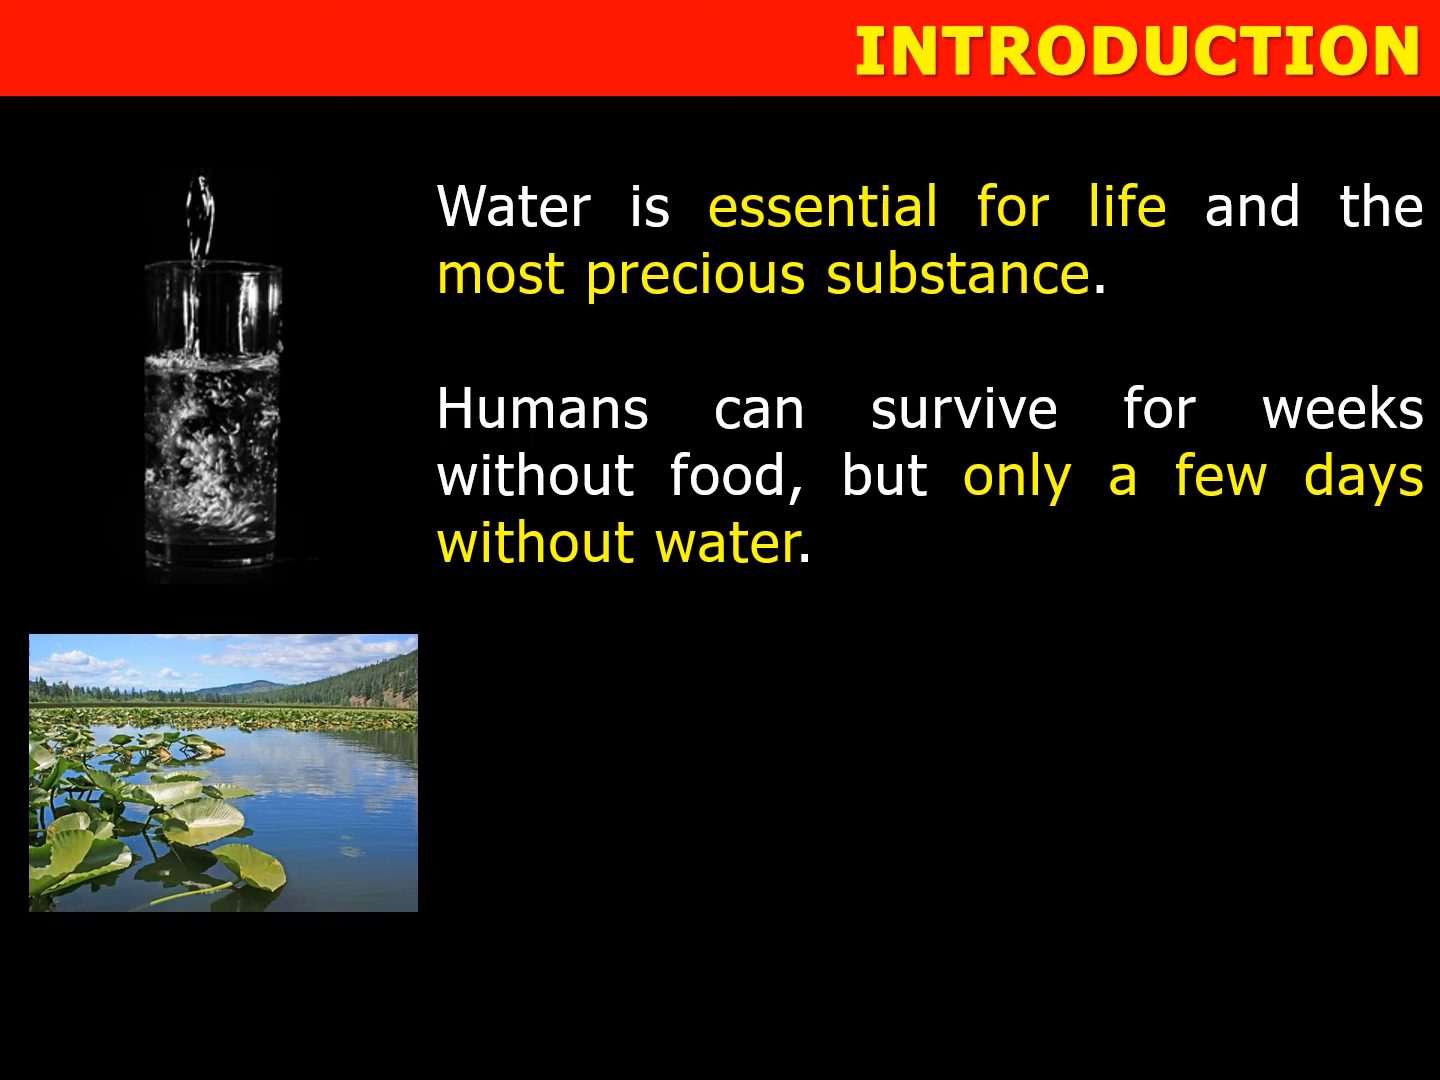 INTRODUCTION
Water is essential for life and the
most precious substance.
Humans can survive for weeks
without food, but only a few days
without water.